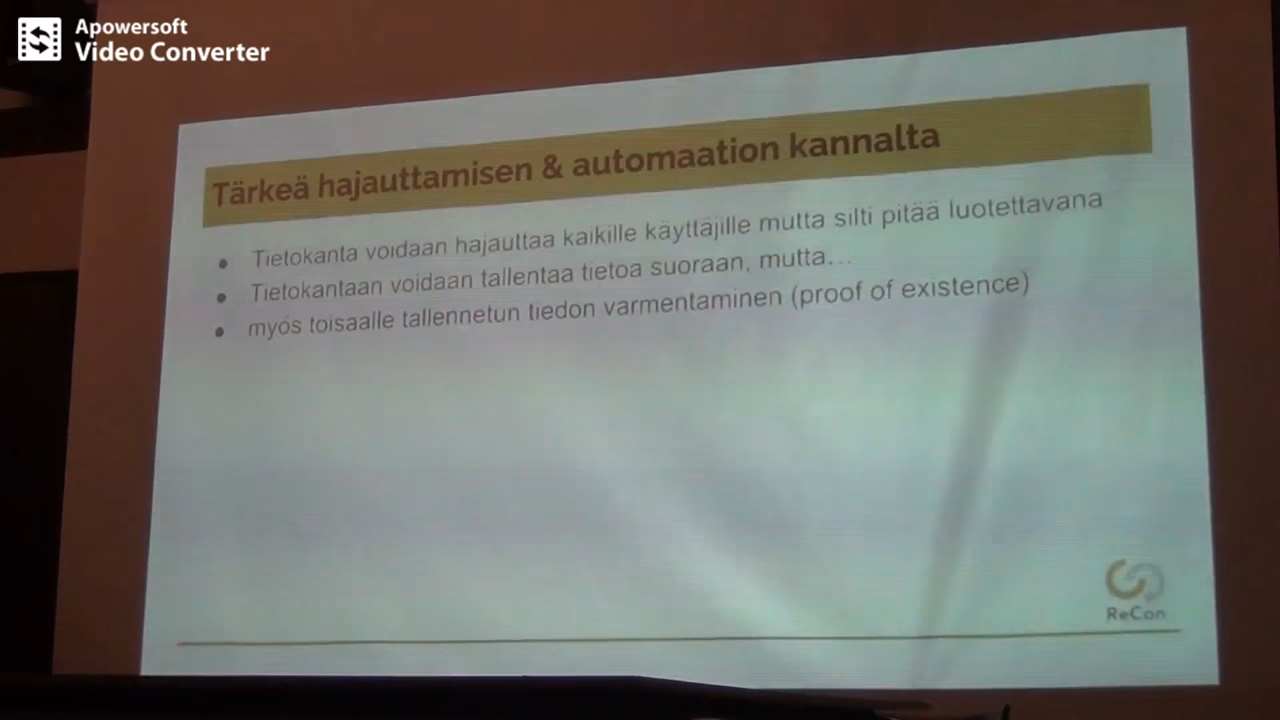 Apowersoft
Video Converter
Tärkeä hajauttamisen & automaation kannalta
● Tietokanta voidaan hajauttaa kaikille käyttäjille mutta silti pitää luotettavana
● Tietokantaan voidaan tallentaa tietoa suoraan, mutta...
● myös toisaalle tallennetun tiedon varmentaminen (proof of existence)
ReCon